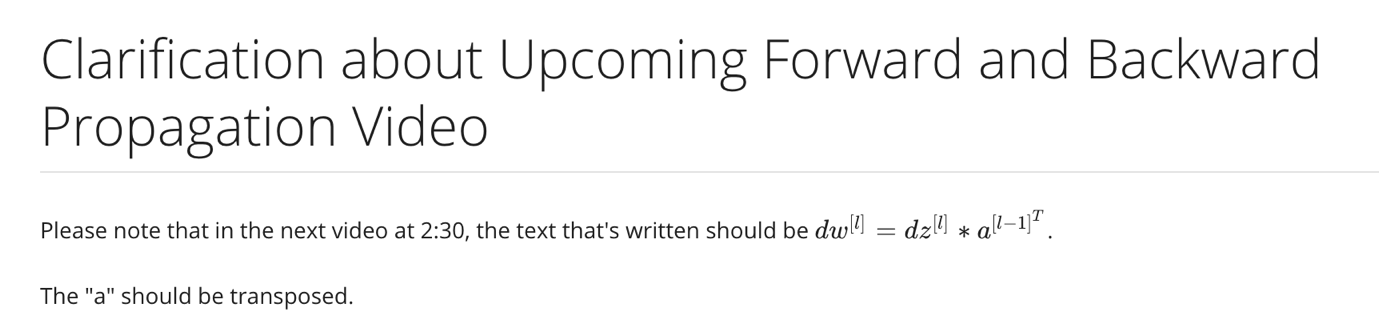 Clarification about Upcoming Forward and Backward
Propagation Video
Please note that in the next video at 2:30, the text that's written should be $dw^{[l]} = dz^{[l]} * a^{[l-1]^T}$.
The "a" should be transposed.